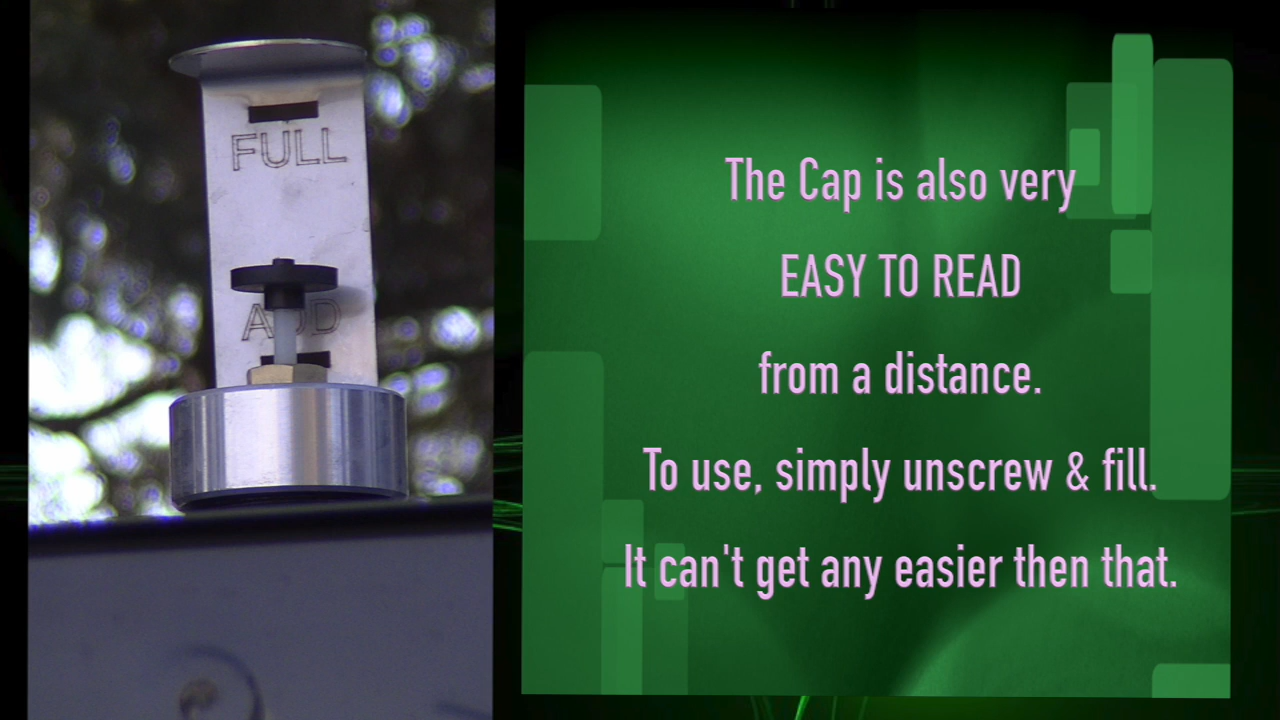 FULL
ADD
The Cap is also very
EASY TO READ
from a distance.
To use, simply unscrew & fill.
It can't get any easier then that.